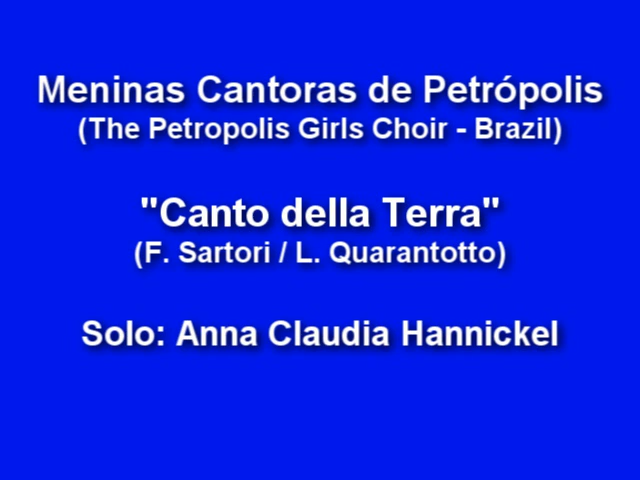 Meninas Cantoras de Petrópolis
(The Petropolis Girls Choir - Brazil)
"Canto della Terra"
(F. Sartori / L. Quarantotto)
Solo: Anna Claudia Hannickel